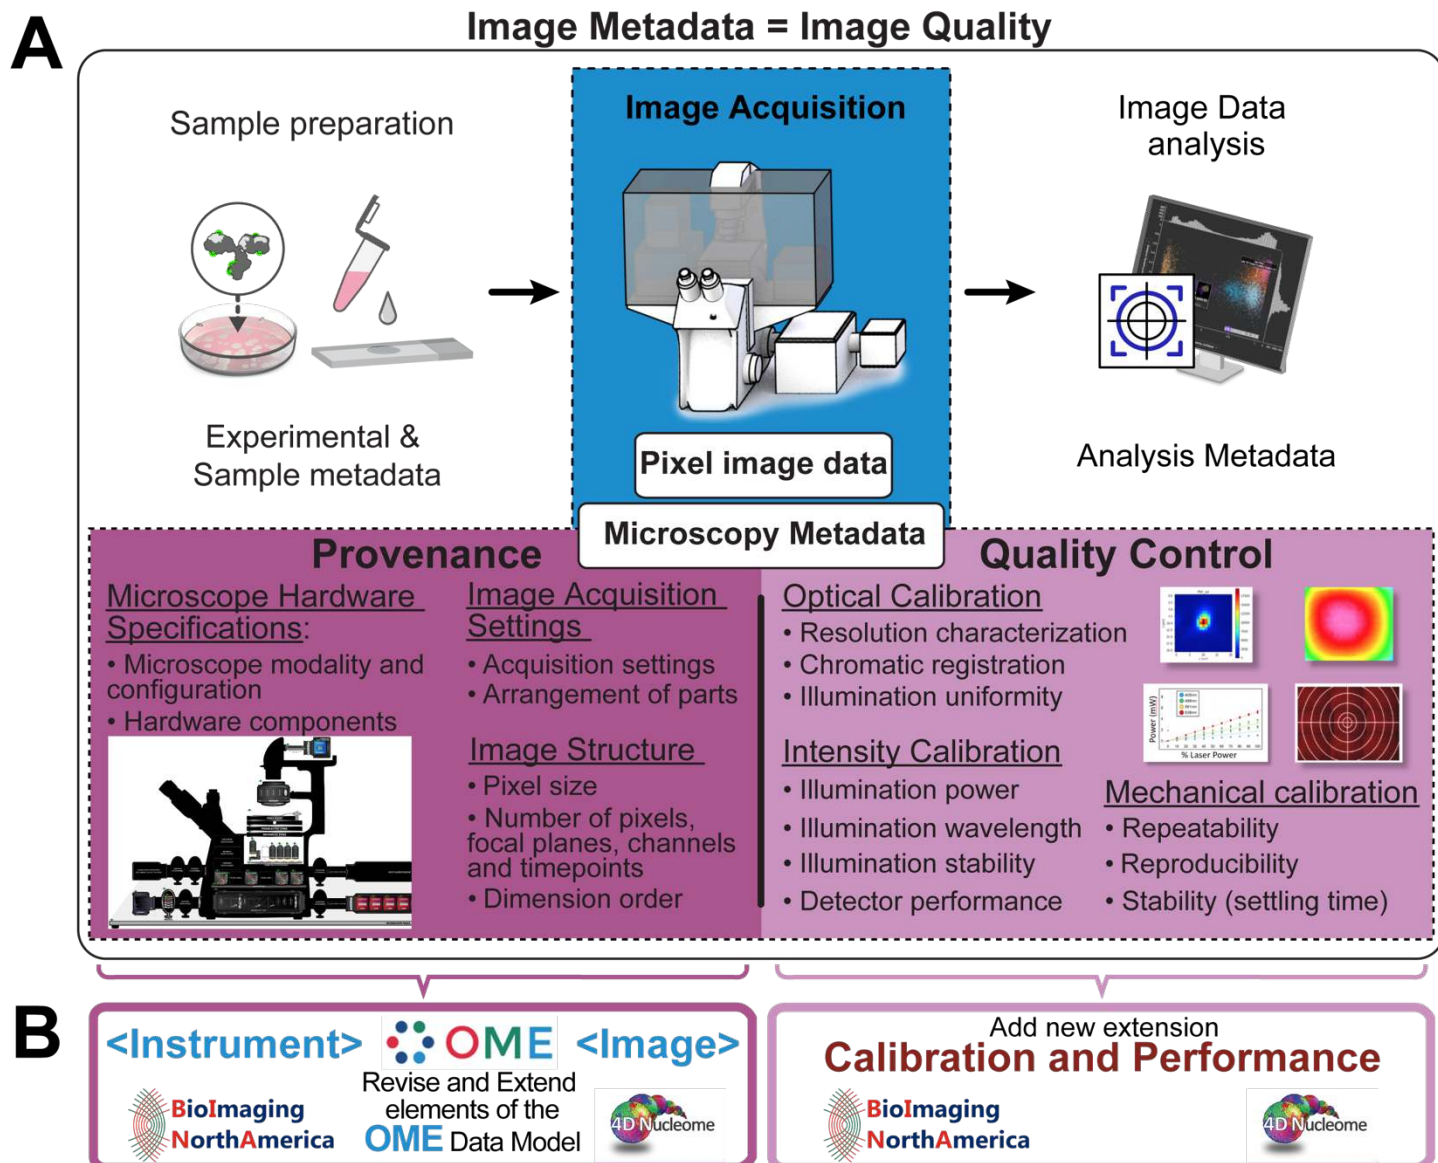 A
Image Metadata = Image Quality
Sample preparation
Experimental &
Sample metadata
Image Acquisition
Pixel image data
Image Data
analysis
Analysis Metadata
Microscopy Metadata
Provenance
Microscope Hardware
Specifications:
• Microscope modality and
configuration
• Hardware components
Image Acquisition
Settings
• Acquisition settings
• Arrangement of parts
Image Structure
• Pixel size
• Number of pixels,
focal planes, channels
and timepoints
• Dimension order
Quality Control
Optical Calibration
• Resolution characterization
• Chromatic registration
• Illumination uniformity
Intensity Calibration
• Illumination power
• Illumination wavelength
• Illumination stability
• Detector performance
Power (mW)
% Laser Power
Mechanical calibration
• Repeatability
• Reproducibility
• Stability (settling time)
B
<Instrument>
OME
<Image>
Revise and Extend
elements of the
OME Data Model
BioImaging
NorthAmerica
4D Nucleome
Add new extension
Calibration and Performance
BioImaging
NorthAmerica
4D Nucleome